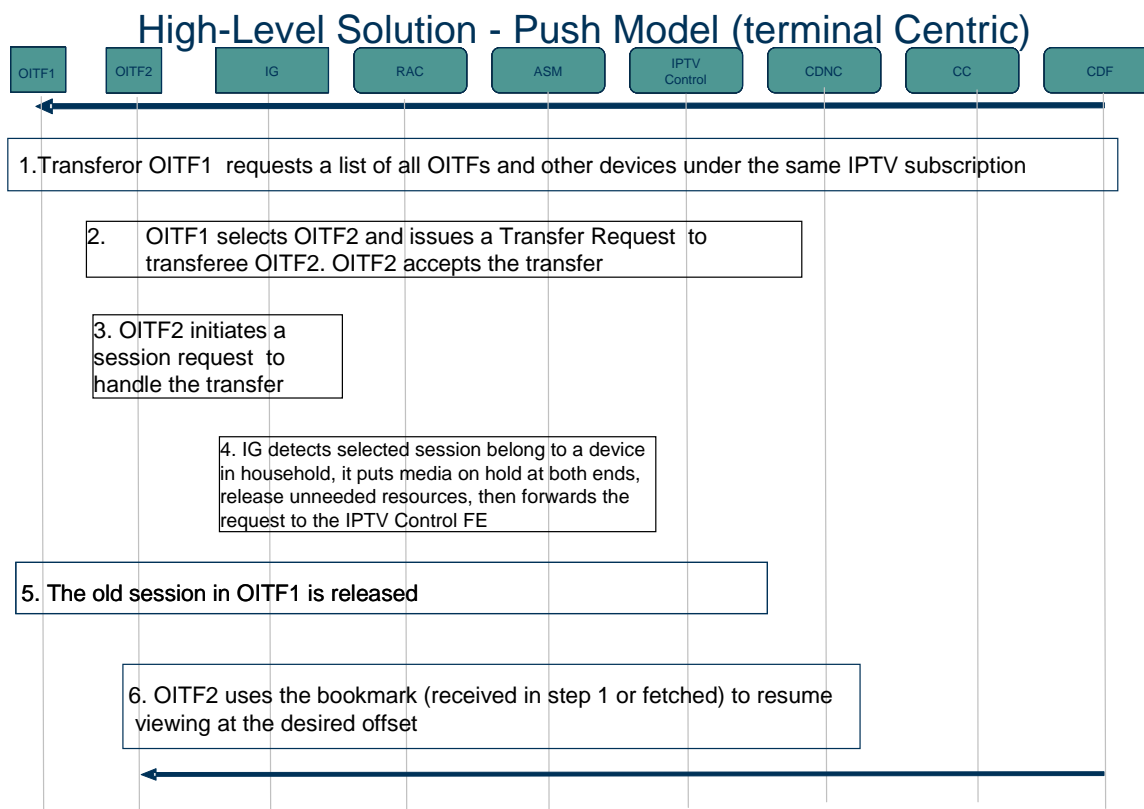 High-Level Solution - Push Model (terminal Centric)
OITF1
OITF2
IG
RAC
ASM
IPTV
Control
CDNC
CC
CDF
1.Transferor OITF1 requests a list of all OITFs and other devices under the same IPTV subscription
2. OITF1 selects OITF2 and issues a Transfer Request to
transferee OITF2. OITF2 accepts the transfer
3. OITF2 initiates a
session request to
handle the transfer
4. IG detects selected session belong to a device
in household, it puts media on hold at both ends,
release unneeded resources, then forwards the
request to the IPTV Control FE
5. The old session in OITF1 is released
6. OITF2 uses the bookmark (received in step 1 or fetched) to resume
viewing at the desired offset